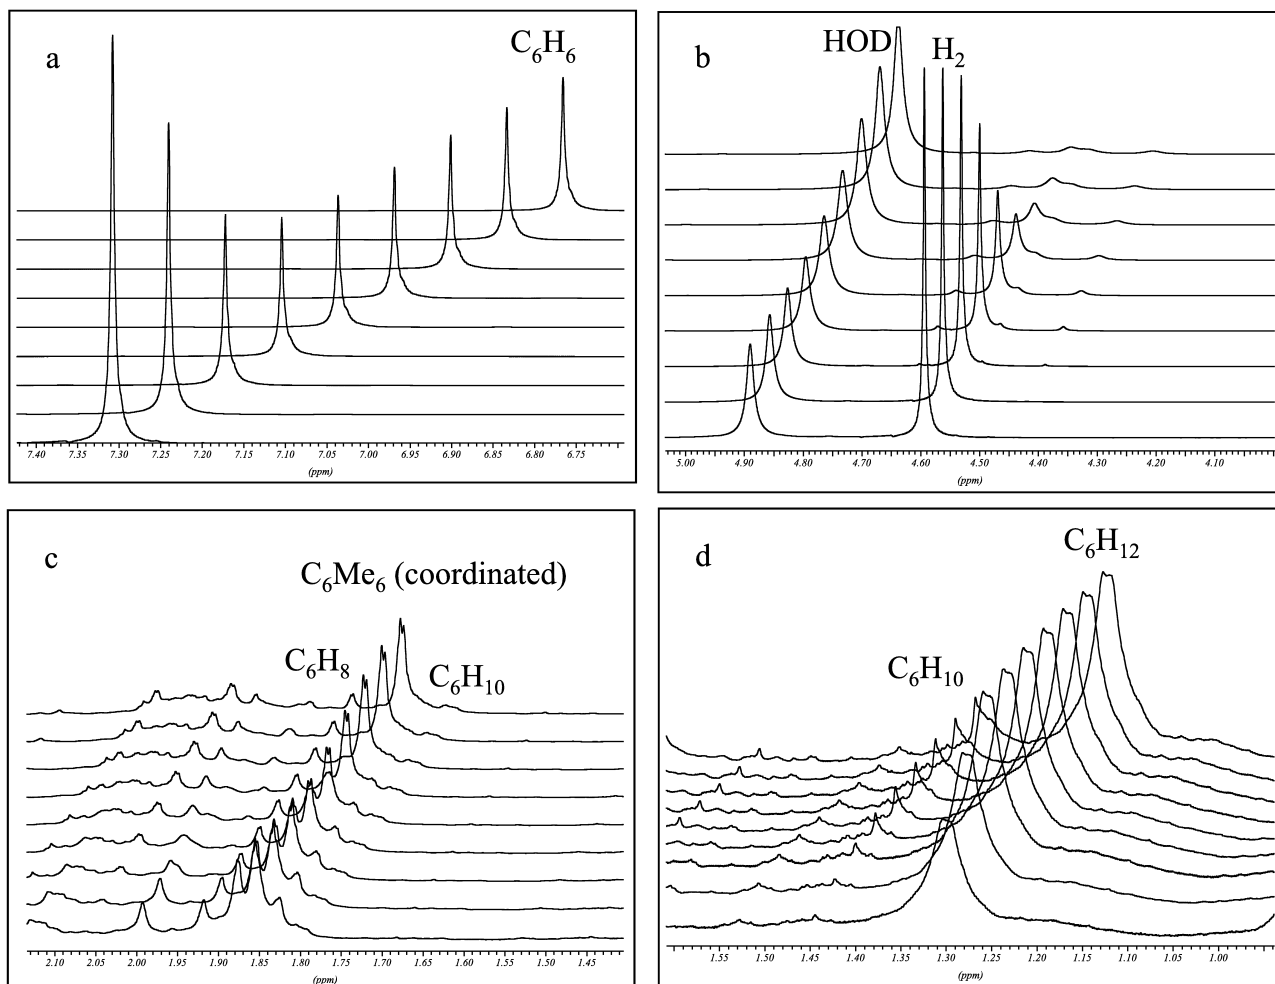 a
C₆H₆
7.40 7.35 7.30 7.25 7.20 7.15 7.10 7.05 7.00 6.95 6.90 6.85 6.80 6.75
(ppm)
b
HOD
H₂
5.00 4.90 4.80 4.70 4.60 4.50 4.40 4.30 4.20 4.10
(ppm)
c
C₆Me₆ (coordinated)
C₆H₈
C₆H₁₀
2.10 2.05 2.00 1.95 1.90 1.85 1.80 1.75 1.70 1.65 1.60 1.55 1.50 1.45
(ppm)
d
C₆H₁₂
C₆H₁₀
1.55 1.50 1.45 1.40 1.35 1.30 1.25 1.20 1.15 1.10 1.05 1.00
(ppm)